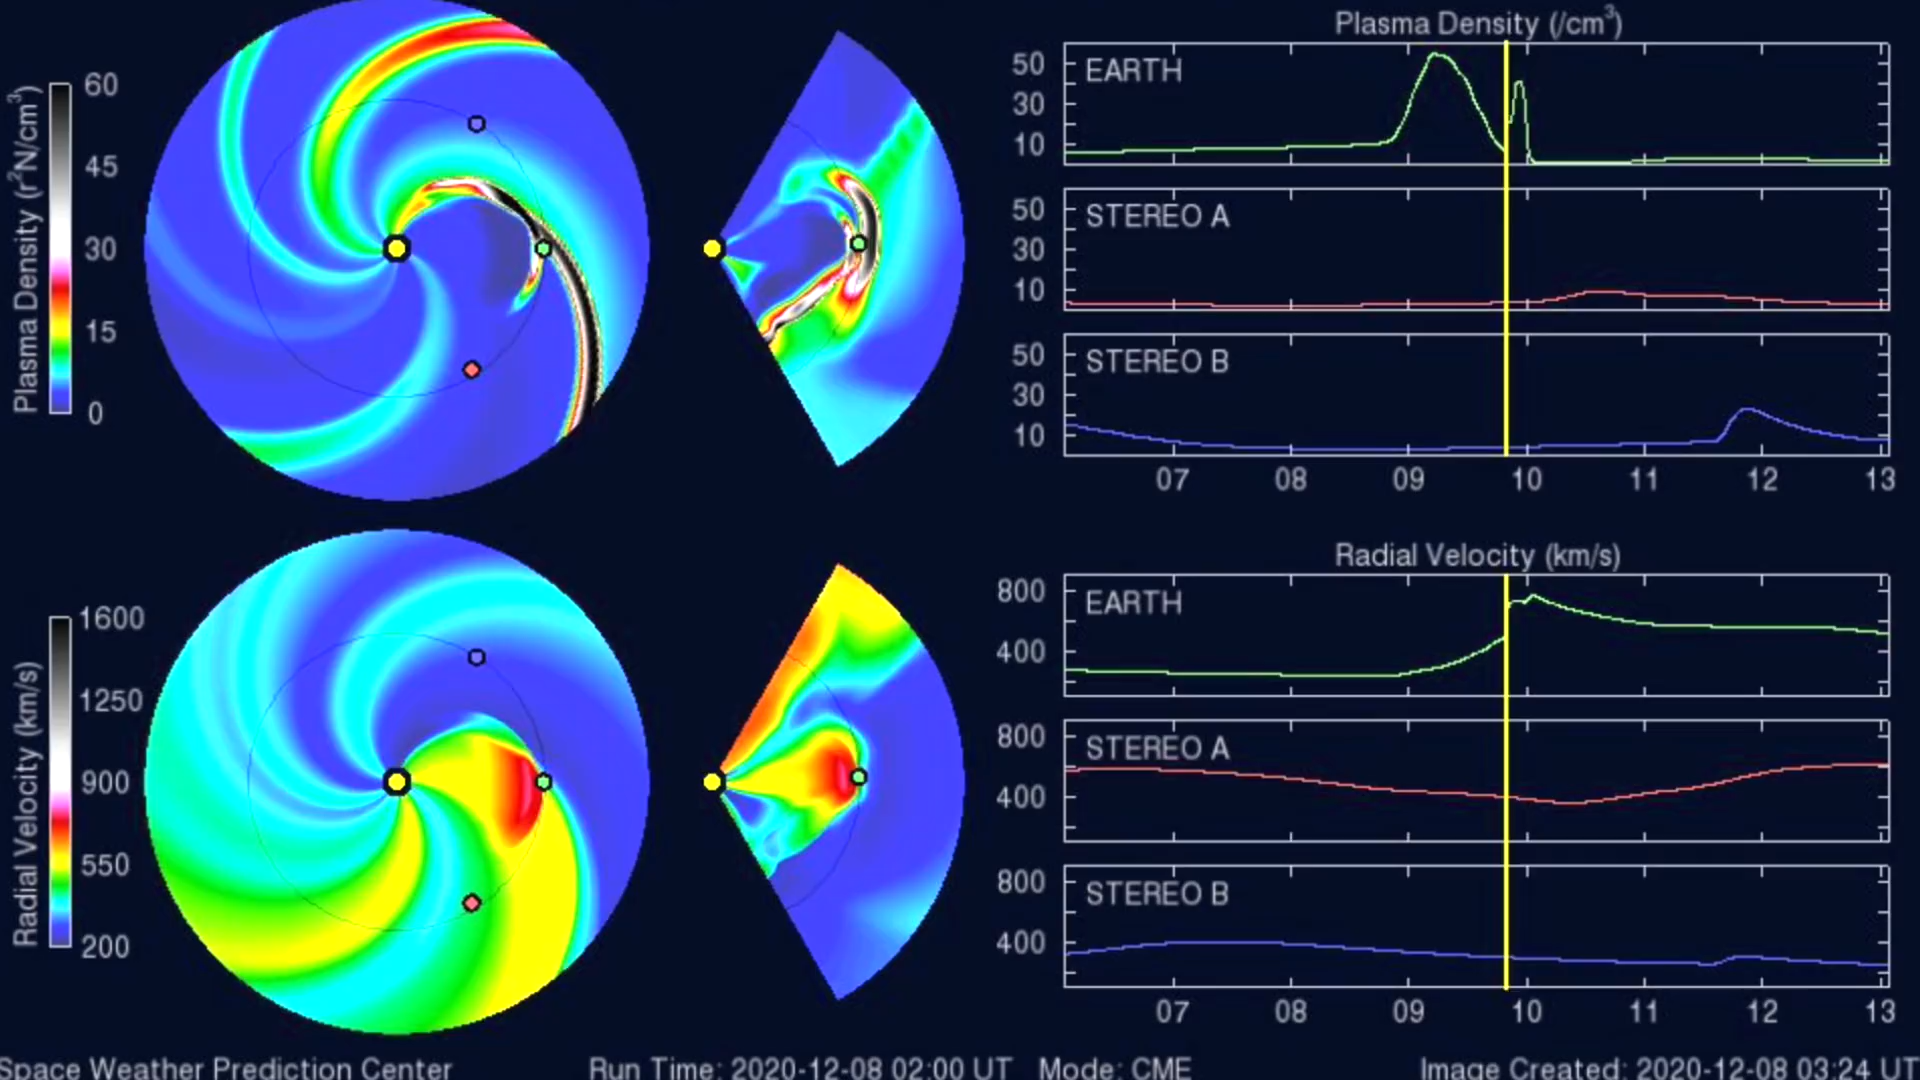 Plasma Density (r²N/cm³)
60
45
30
15
0
Plasma Density (/cm³)
50
30
10
EARTH
50
30
10
STEREO A
50
30
10
STEREO B
07 08 09 10 11 12 13
Radial Velocity (km/s)
1600
1250
900
550
200
Radial Velocity (km/s)
800
400
EARTH
800
400
STEREO A
800
400
STEREO B
07 08 09 10 11 12 13
Space Weather Prediction Center Run Time: 2020-12-08 02:00 UT Mode: CME Image Created: 2020-12-08 03:24 UT